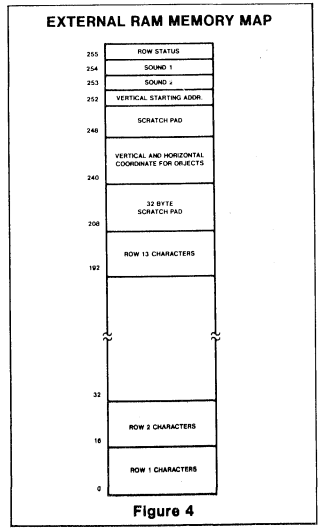 EXTERNAL RAM MEMORY MAP
255
ROW STATUS
254
SOUND 1
253
SOUND 2
252
VERTICAL STARTING ADDR.
SCRATCH PAD
248
VERTICAL AND HORIZONTAL
COORDINATE FOR OBJECTS
240
32 BYTE
SCRATCH PAD
208
ROW 13 CHARACTERS
192
32
ROW 2 CHARACTERS
16
ROW 1 CHARACTERS
0
Figure 4